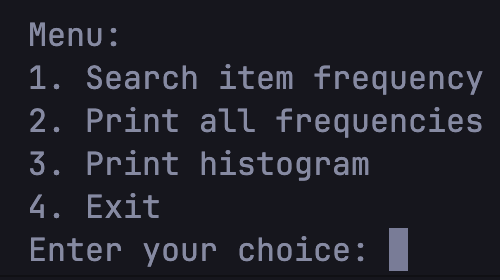 Menu:
1. Search item frequency
2. Print all frequencies
3. Print histogram
4. Exit
Enter your choice: